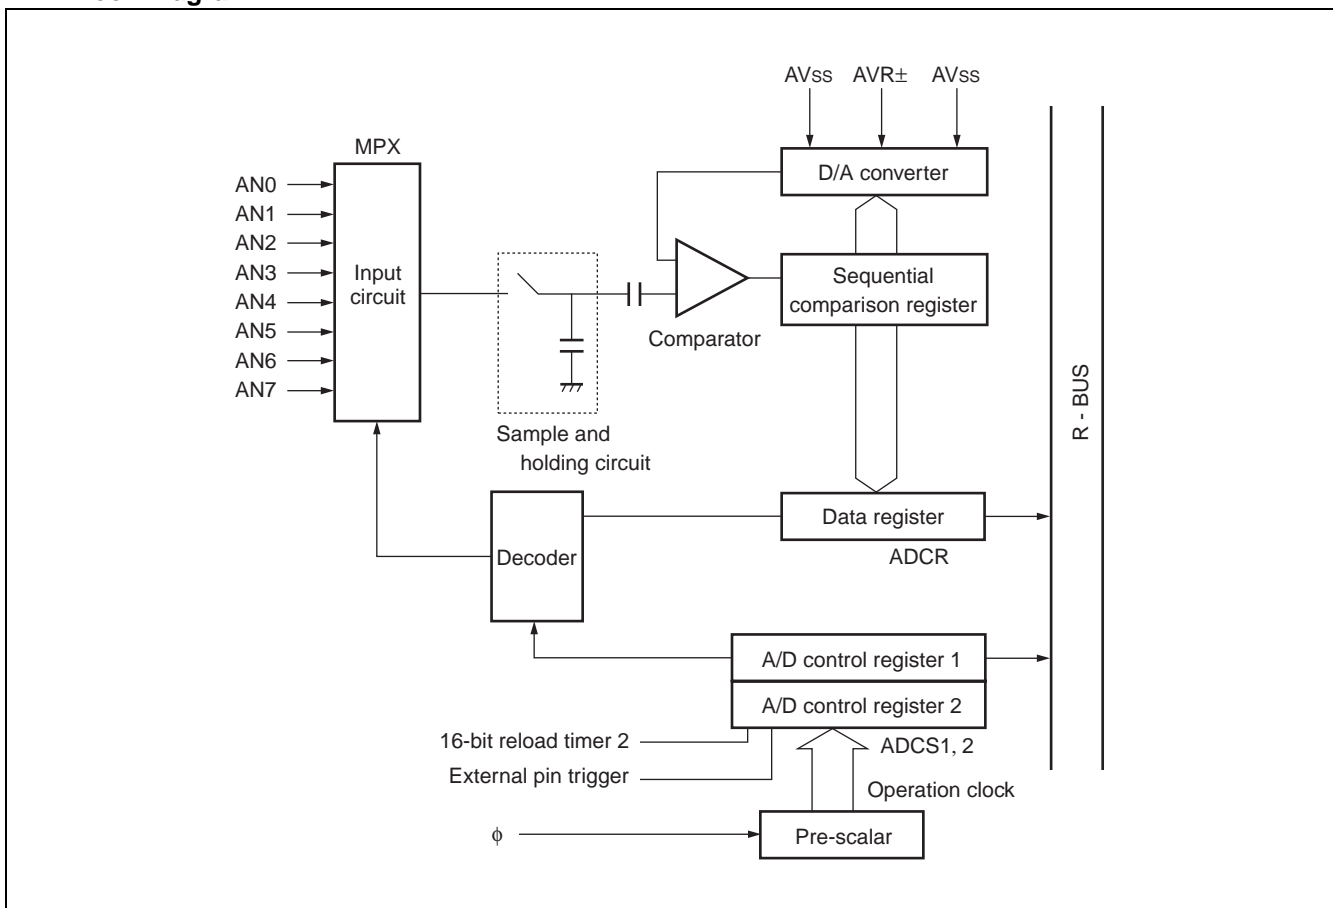 AVSS AVR± AVSS
MPX
D/A converter
AN0
AN1
AN2
AN3
AN4
AN5
AN6
AN7
Input
circuit
Sequential
comparison register
Comparator
Sample and
holding circuit
R - BUS
Data register
ADCR
Decoder
A/D control register 1
A/D control register 2
16-bit reload timer 2
ADCS1, 2
External pin trigger
Operation clock
ϕ
Pre-scalar